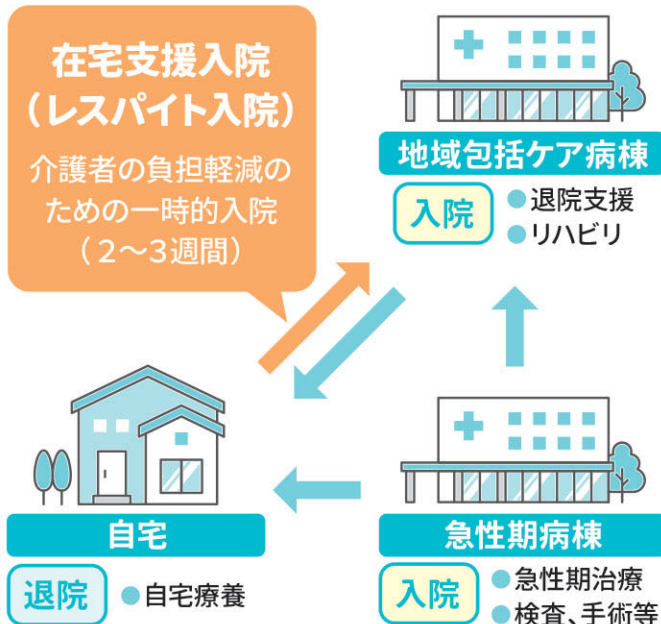 在宅支援入院
(レスパイト入院)
介護者の負担軽減の
ための一時的入院
(2〜3週間)
地域包括ケア病棟
入院
●退院支援
●リハビリ
自宅
退院
●自宅療養
急性期病棟
入院
●急性期治療
●検査、手術等